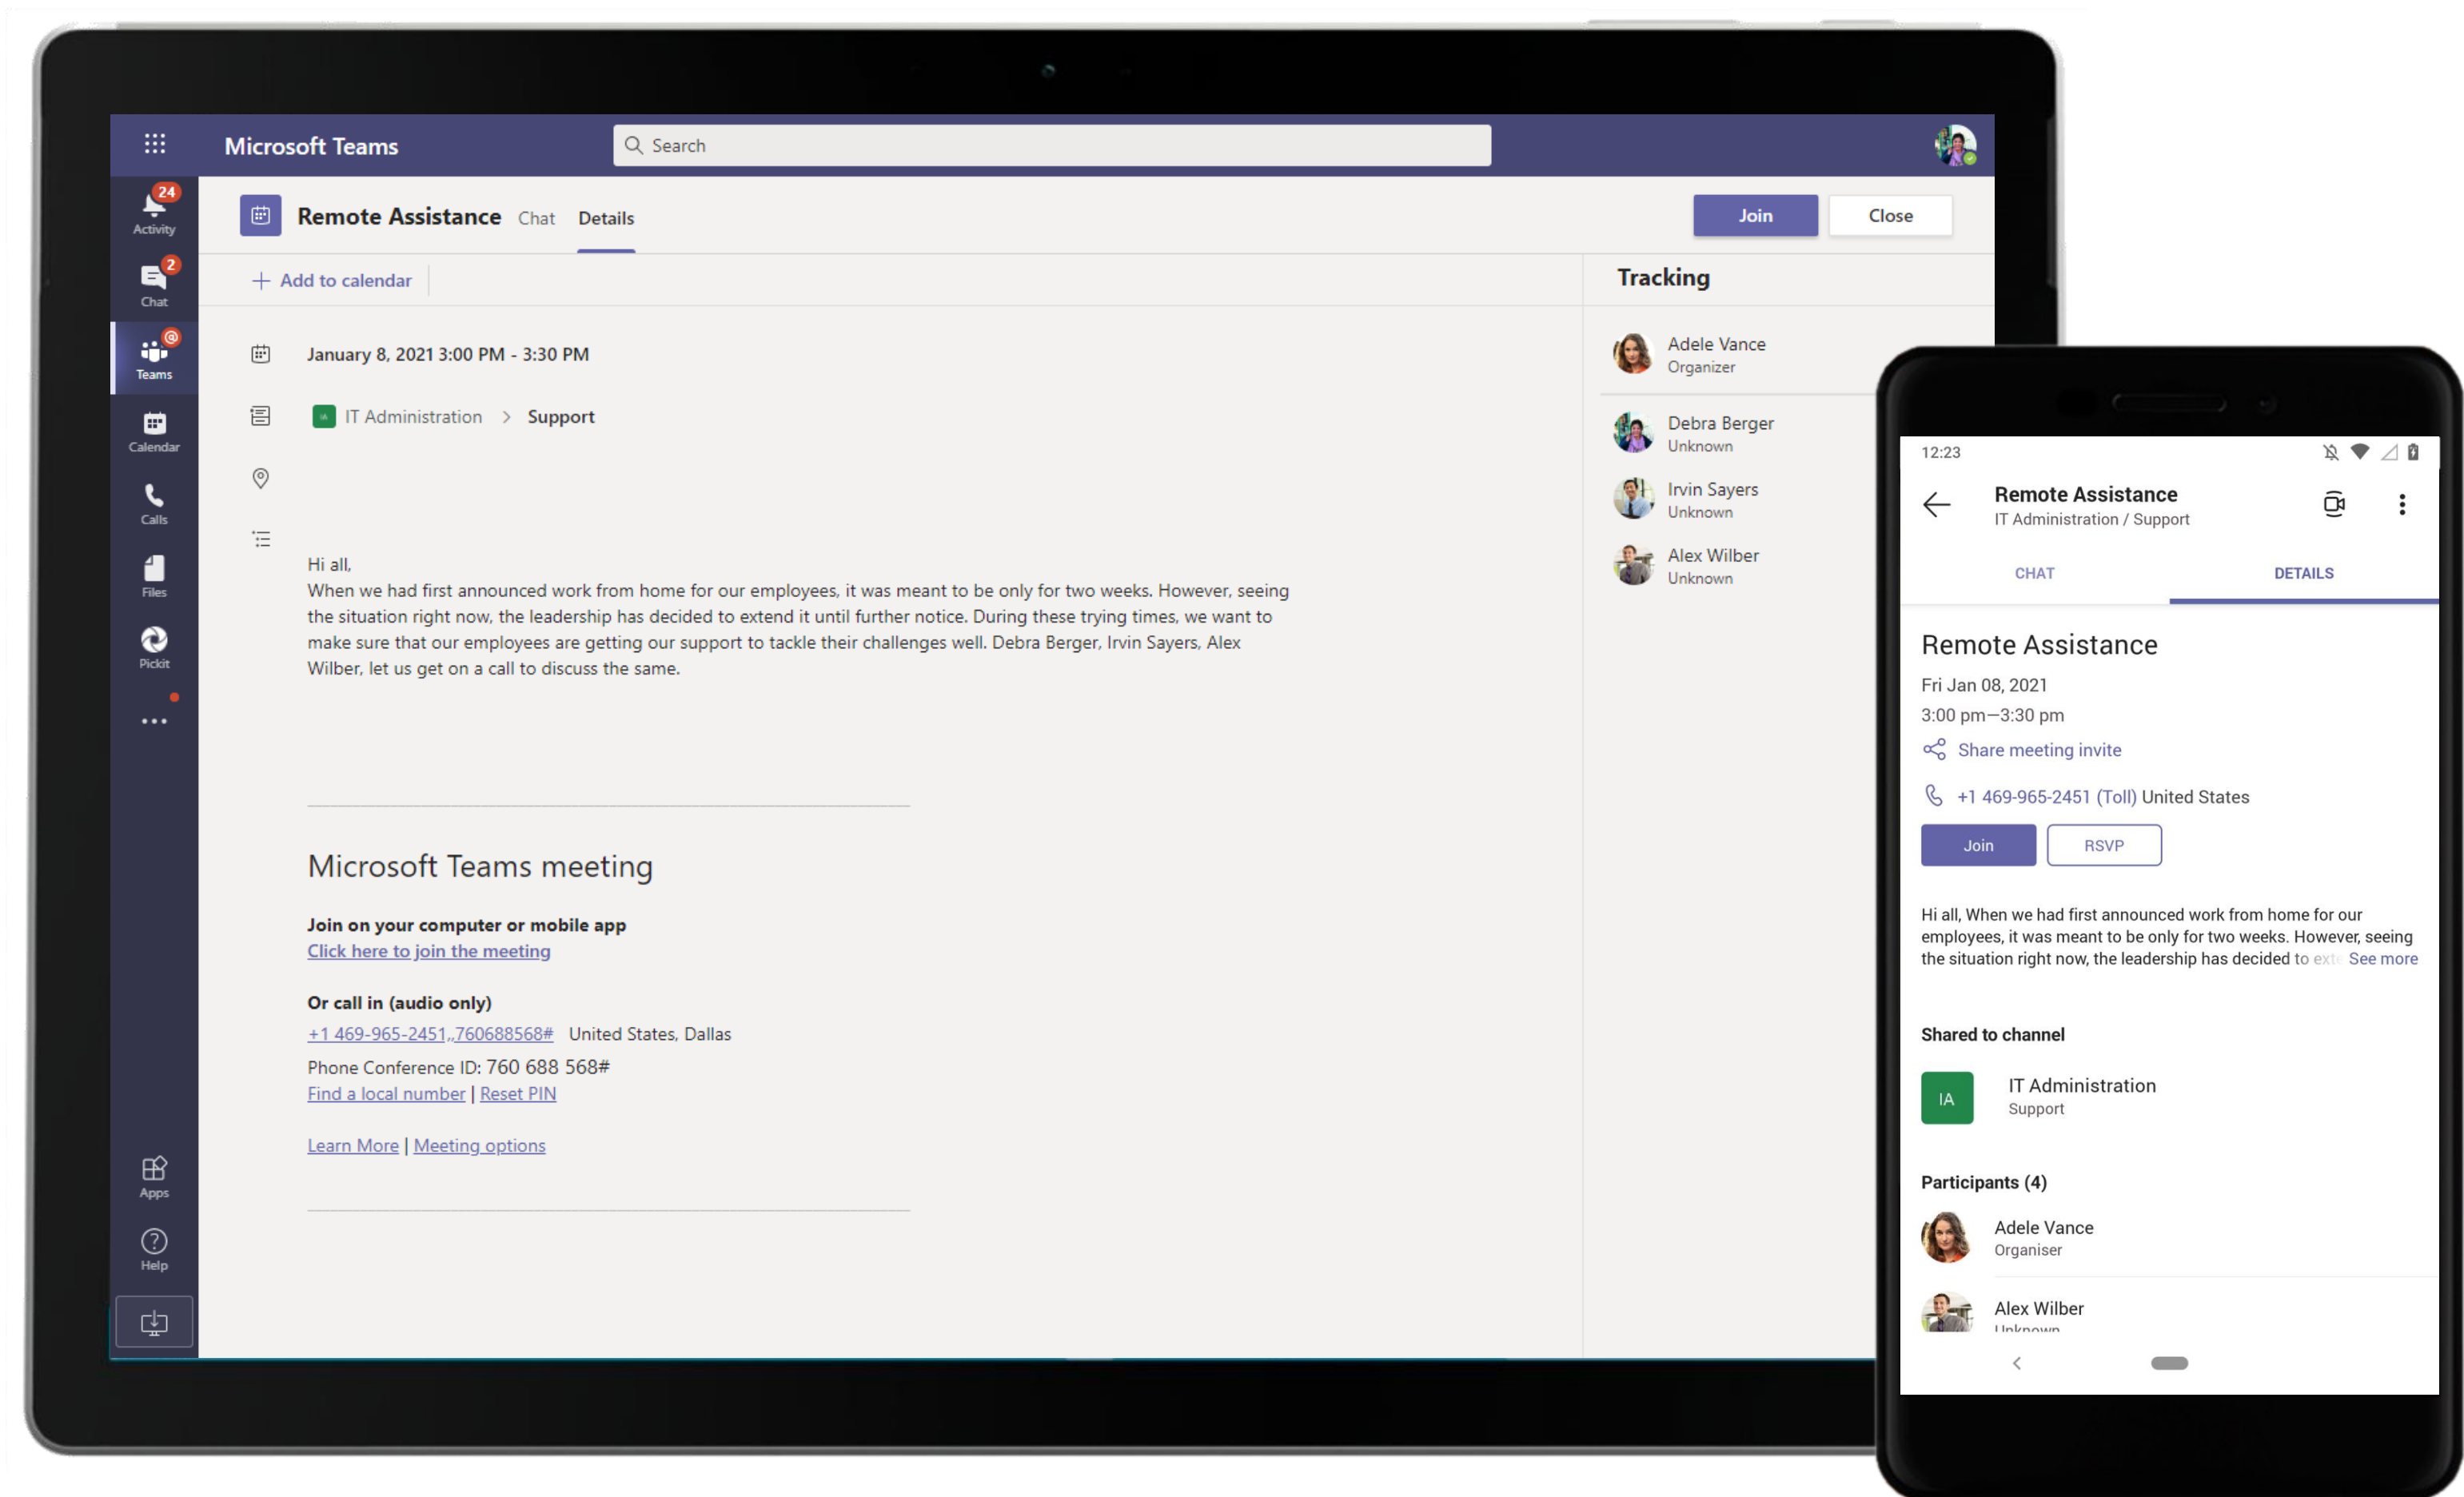 Microsoft Teams
Search
24
Activity
2
Chat
@
Teams
Calendar
Calls
Files
Pickit
Apps
Help
Remote Assistance Chat Details
Join Close
+ Add to calendar
January 8, 2021 3:00 PM - 3:30 PM
IA IT Administration > Support
Hi all,
When we had first announced work from home for our employees, it was meant to be only for two weeks. However, seeing
the situation right now, the leadership has decided to extend it until further notice. During these trying times, we want to
make sure that our employees are getting our support to tackle their challenges well. Debra Berger, Irvin Sayers, Alex
Wilber, let us get on a call to discuss the same.
Microsoft Teams meeting
Join on your computer or mobile app
Click here to join the meeting
Or call in (audio only)
+1 469-965-2451,,760688568# United States, Dallas
Phone Conference ID: 760 688 568#
Find a local number | Reset PIN
Learn More | Meeting options
Tracking
Adele Vance
Organizer
Debra Berger
Unknown
Irvin Sayers
Unknown
Alex Wilber
Unknown
12:23
Remote Assistance
IT Administration / Support
CHAT DETAILS
Remote Assistance
Fri Jan 08, 2021
3:00 pm—3:30 pm
Share meeting invite
+1 469-965-2451 (Toll) United States
Join RSVP
Hi all, When we had first announced work from home for our
employees, it was meant to be only for two weeks. However, seeing
the situation right now, the leadership has decided to exte See more
Shared to channel
IA
IT Administration
Support
Participants (4)
Adele Vance
Organiser
Alex Wilber
Unknown